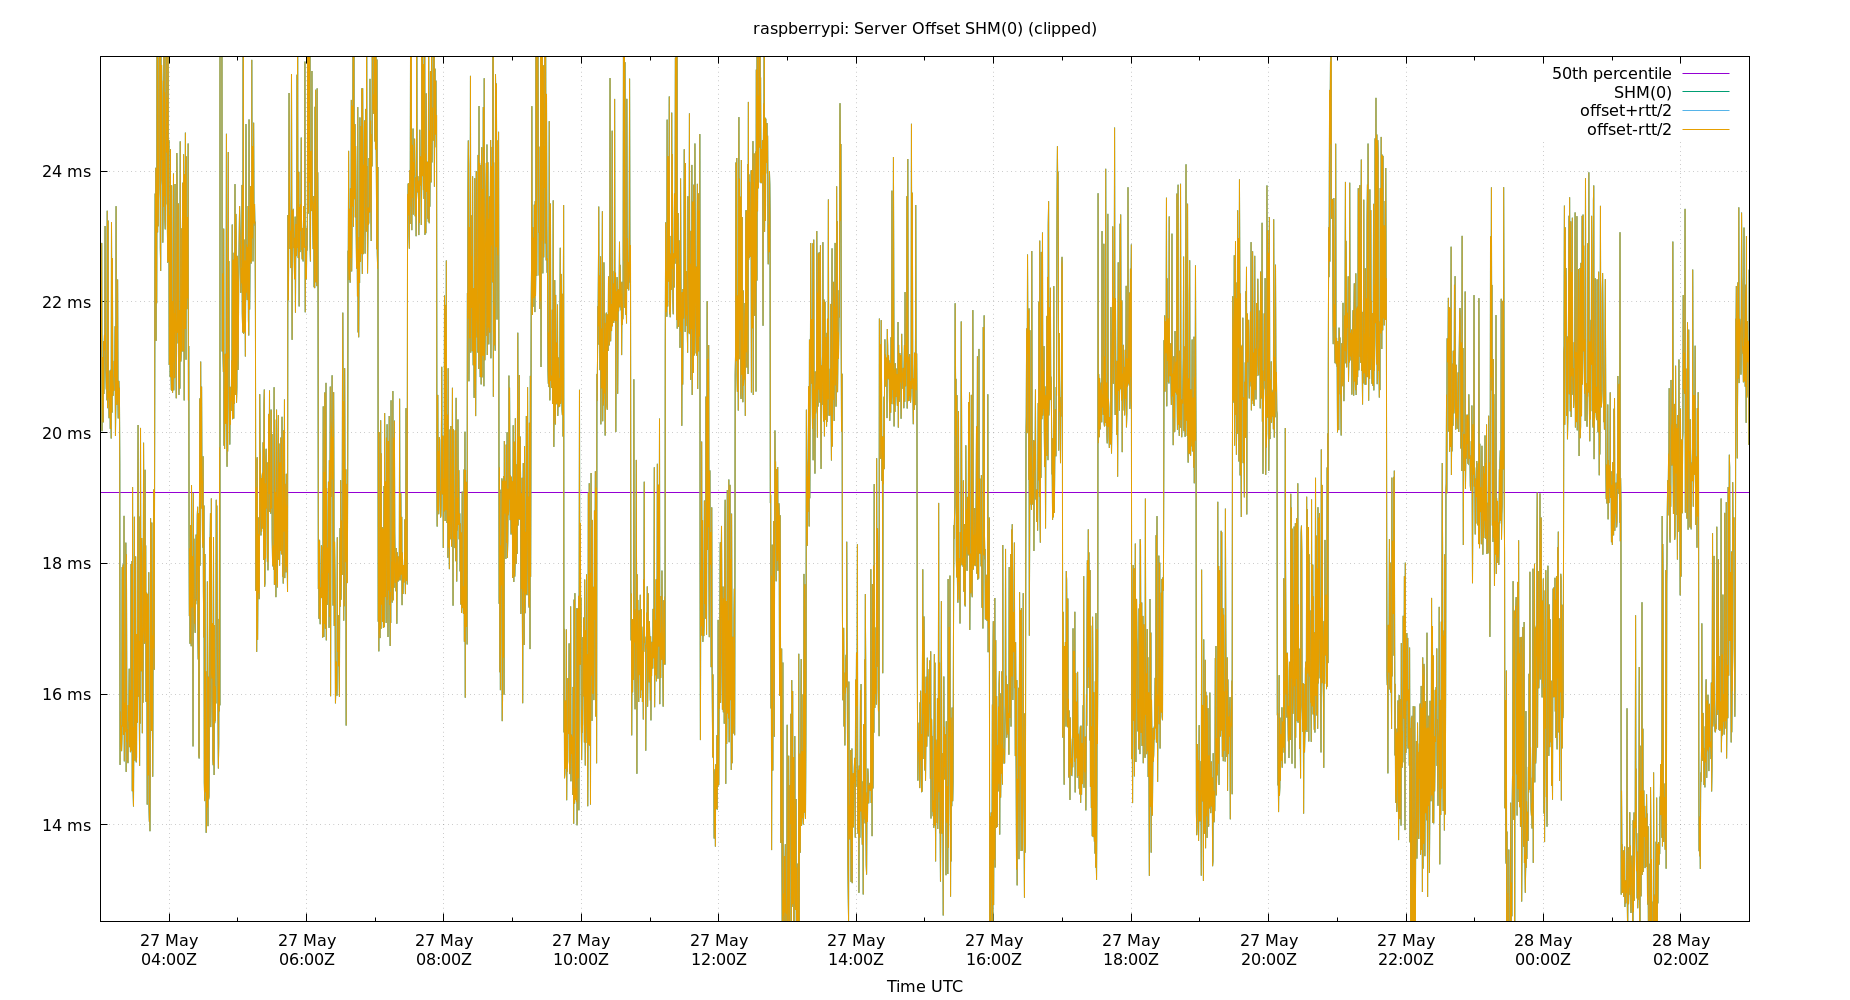 raspberrypi: Server Offset SHM(0) (clipped)
50th percentile
SHM(0)
offset+rtt/2
offset-rtt/2
24 ms
22 ms
20 ms
18 ms
16 ms
14 ms
27 May 27 May 27 May 27 May 27 May 27 May 27 May 27 May 27 May 27 May 28 May 28 May
04:00Z 06:00Z 08:00Z 10:00Z 12:00Z 14:00Z 16:00Z 18:00Z 20:00Z 22:00Z 00:00Z 02:00Z
Time UTC